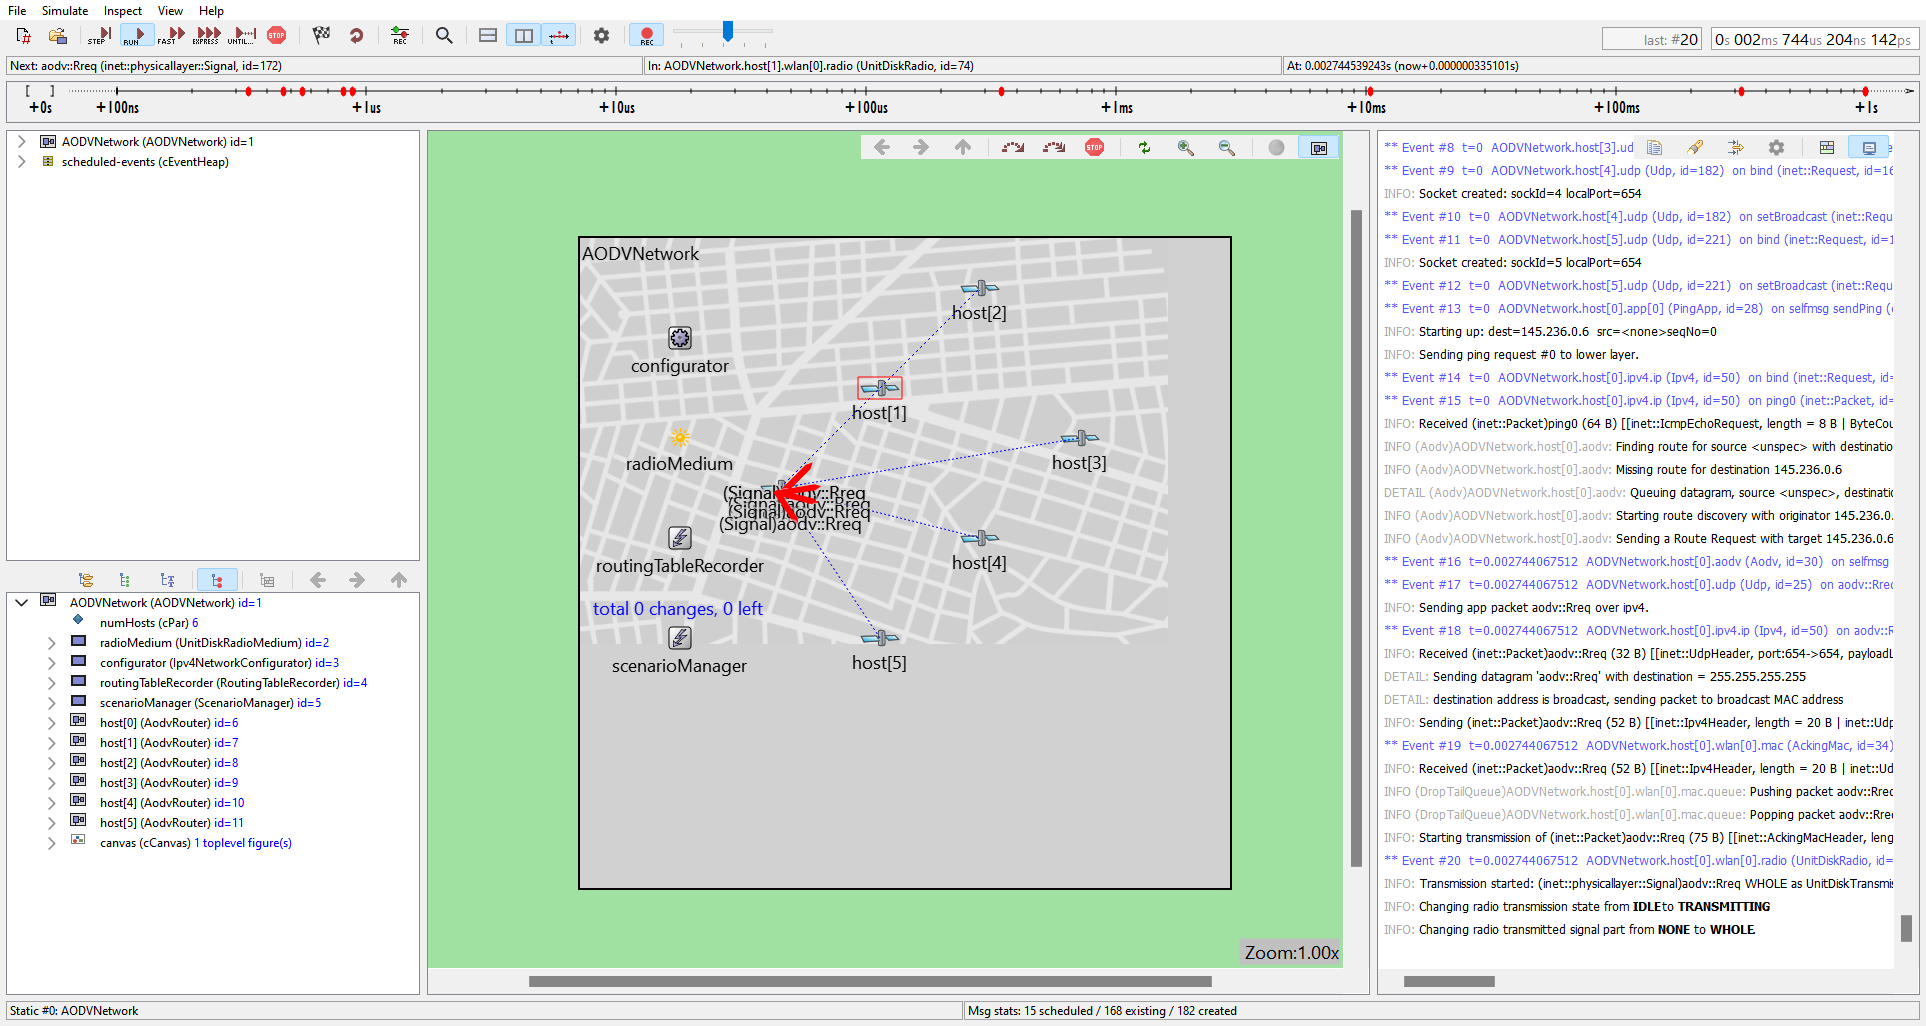 File Simulate Inspect View Help
STEP RUN FAST EXPRESS UNTIL... STOP REC REC
last: #20 0s 002ms 744us 204ns 142ps
Next: aodv::Rreq (inet::physicallayer::Signal, id=172) In: AODVNetwork.host[1].wlan[0].radio (UnitDiskRadio, id=74) At: 0.002744539243s (now+0.000000335101s)
[ ]
+0s +100ns +1us +10us +100us +1ms +10ms +100ms +1s
AODVNetwork (AODVNetwork) id=1
scheduled-events (cEventHeap)
AODVNetwork (AODVNetwork) id=1
numHosts (cPar) 6
radioMedium (UnitDiskRadioMedium) id=2
configurator (Ipv4NetworkConfigurator) id=3
routingTableRecorder (RoutingTableRecorder) id=4
scenarioManager (ScenarioManager) id=5
host[0] (AodvRouter) id=6
host[1] (AodvRouter) id=7
host[2] (AodvRouter) id=8
host[3] (AodvRouter) id=9
host[4] (AodvRouter) id=10
host[5] (AodvRouter) id=11
canvas (cCanvas) 1 toplevel figure(s)
STOP
AODVNetwork
host[2]
configurator
host[1]
radioMedium
host[3]
(Signal)aodv::Rreq
(Signal)aodv::Rreq
(Signal)aodv::Rreq
(Signal)aodv::Rreq
host[4]
routingTableRecorder
total 0 changes, 0 left
host[5]
scenarioManager
Zoom:1.00x
** Event #8 t=0 AODVNetwork.host[3].ud
** Event #9 t=0 AODVNetwork.host[4].udp (Udp, id=182) on bind (inet::Request, id=16
INFO: Socket created: sockId=4 localPort=654
** Event #10 t=0 AODVNetwork.host[4].udp (Udp, id=182) on setBroadcast (inet::Requ
** Event #11 t=0 AODVNetwork.host[5].udp (Udp, id=221) on bind (inet::Request, id=1
INFO: Socket created: sockId=5 localPort=654
** Event #12 t=0 AODVNetwork.host[5].udp (Udp, id=221) on setBroadcast (inet::Requ
** Event #13 t=0 AODVNetwork.host[0].app[0] (PingApp, id=28) on selfmsg sendPing (
INFO: Starting up: dest=145.236.0.6 src=<none>seqNo=0
INFO: Sending ping request #0 to lower layer.
** Event #14 t=0 AODVNetwork.host[0].ipv4.ip (Ipv4, id=50) on bind (inet::Request, id=
** Event #15 t=0 AODVNetwork.host[0].ipv4.ip (Ipv4, id=50) on ping0 (inet::Packet, id=
INFO: Received (inet::Packet)ping0 (64 B) [[inet::IcmpEchoRequest, length = 8 B | ByteCou
INFO (Aodv)AODVNetwork.host[0].aodv: Finding route for source <unspec> with destinatio
INFO (Aodv)AODVNetwork.host[0].aodv: Missing route for destination 145.236.0.6
DETAIL (Aodv)AODVNetwork.host[0].aodv: Queuing datagram, source <unspec>, destinatio
INFO (Aodv)AODVNetwork.host[0].aodv: Starting route discovery with originator 145.236.0.
INFO (Aodv)AODVNetwork.host[0].aodv: Sending a Route Request with target 145.236.0.6
** Event #16 t=0.002744067512 AODVNetwork.host[0].aodv (Aodv, id=30) on selfmsg
** Event #17 t=0.002744067512 AODVNetwork.host[0].udp (Udp, id=25) on aodv::Rrec
INFO: Sending app packet aodv::Rreq over ipv4.
** Event #18 t=0.002744067512 AODVNetwork.host[0].ipv4.ip (Ipv4, id=50) on aodv::R
INFO: Received (inet::Packet)aodv::Rreq (32 B) [[inet::UdpHeader, port:654->654, payloadL
DETAIL: Sending datagram 'aodv::Rreq' with destination = 255.255.255.255
DETAIL: destination address is broadcast, sending packet to broadcast MAC address
INFO: Sending (inet::Packet)aodv::Rreq (52 B) [[inet::Ipv4Header, length = 20 B | inet::Udp
** Event #19 t=0.002744067512 AODVNetwork.host[0].wlan[0].mac (AckingMac, id=34)
INFO: Received (inet::Packet)aodv::Rreq (52 B) [[inet::Ipv4Header, length = 20 B | inet::Ud
INFO (DropTailQueue)AODVNetwork.host[0].wlan[0].mac.queue: Pushing packet aodv::Rrec
INFO (DropTailQueue)AODVNetwork.host[0].wlan[0].mac.queue: Popping packet aodv::Rre
INFO: Starting transmission of (inet::Packet)aodv::Rreq (75 B) [[inet::AckingMacHeader, leng
** Event #20 t=0.002744067512 AODVNetwork.host[0].wlan[0].radio (UnitDiskRadio, id=
INFO: Transmission started: (inet::physicallayer::Signal)aodv::Rreq WHOLE as UnitDiskTransmis
INFO: Changing radio transmission state from IDLEto TRANSMITTING
INFO: Changing radio transmitted signal part from NONE to WHOLE.
Static #0: AODVNetwork Msg stats: 15 scheduled / 168 existing / 182 created